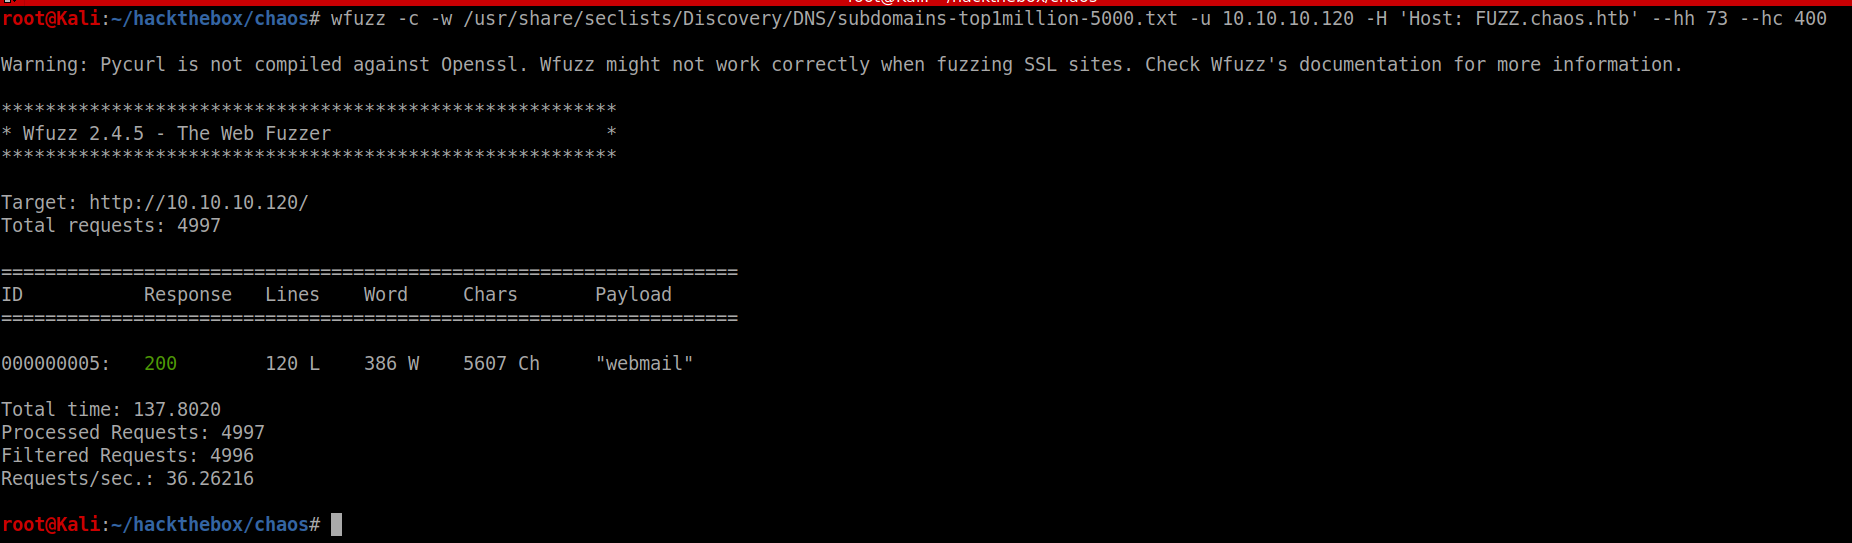 root@Kali: ~/hackthebox/chaos
root@Kali:~/hackthebox/chaos# wfuzz -c -w /usr/share/seclists/Discovery/DNS/subdomains-top1million-5000.txt -u 10.10.10.120 -H 'Host: FUZZ.chaos.htb' --hh 73 --hc 400
Warning: Pycurl is not compiled against Openssl. Wfuzz might not work correctly when fuzzing SSL sites. Check Wfuzz's documentation for more information.
********************************************************
* Wfuzz 2.4.5 - The Web Fuzzer                         *
********************************************************
Target: http://10.10.10.120/
Total requests: 4997
===================================================================
ID           Response   Lines    Word     Chars       Payload
===================================================================
000000005:   200        120 L    386 W    5607 Ch     "webmail"
Total time: 137.8020
Processed Requests: 4997
Filtered Requests: 4996
Requests/sec.: 36.26216
root@Kali:~/hackthebox/chaos#